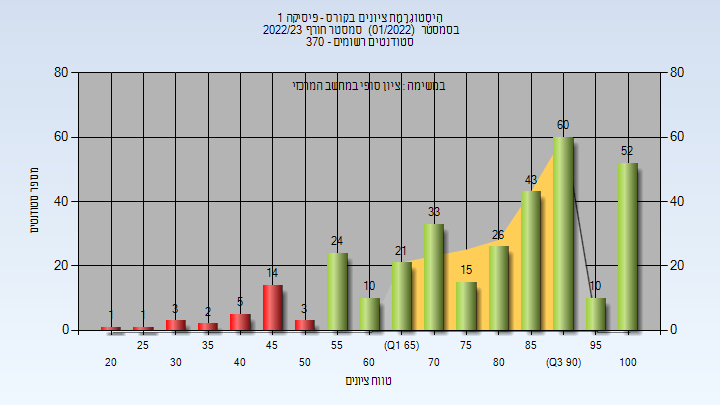 היסטוגרמת ציונים בקורס - פיסיקה 1
בסמסטר (01/2022) סמסטר חורף 2022/23
סטודנטים רשומים - 370
במשימה : ציון סופי במחשב המרכזי
מספר סטודנטים
80 80
60 60
40 40
20 20
0 0
1 1 3 2 5 14 3 24 10 21 33 15 26 43 60 10 52
25 35 45 55 (Q1 65) 75 85 95
20 30 40 50 60 70 80 (Q3 90) 100
טווח ציונים